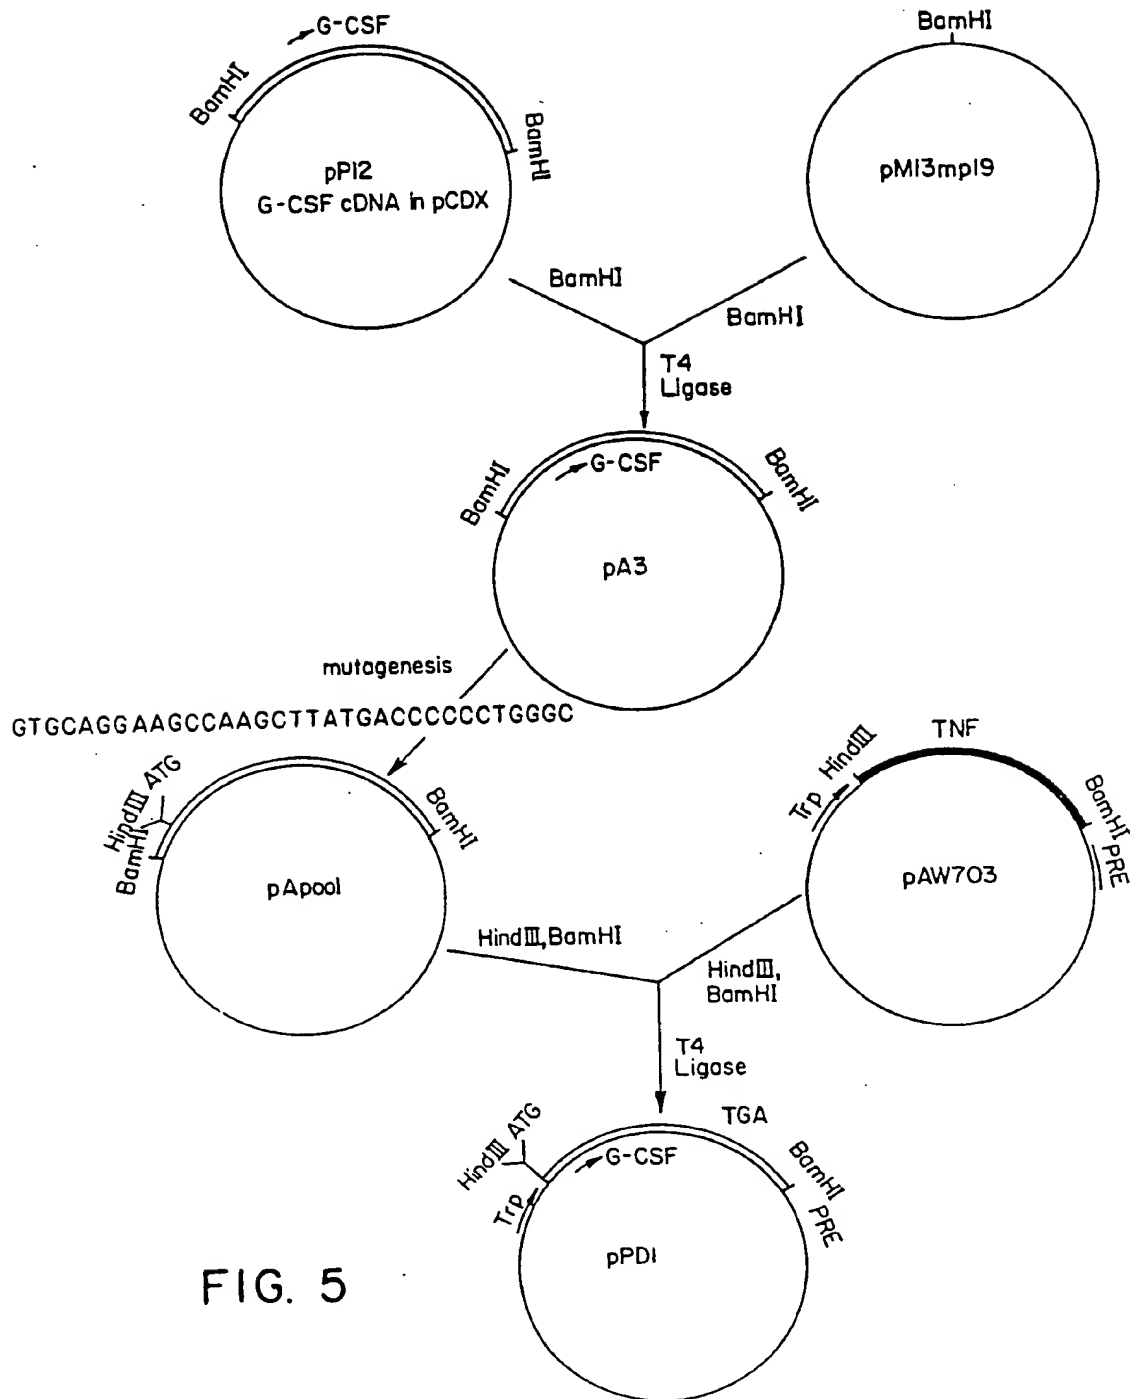 G-CSF
BamHI
BamHI
pP12
G-CSF cDNA in pCDX
BamHI
pM13mp19
BamHI
BamHI
T4
Ligase
BamHI
G-CSF
BamHI
pA3
mutagenesis
GTGCAGGAAGCCAAGCTTATGACCCCCCTGGGC
HindIII
ATG
BamHI
BamHI
pApool
Trp
HindIII
TNF
BamHI
PRE
pAW703
HindIII,BamHI
HindIII,
BamHI
T4
Ligase
HindIII
ATG
Trp
G-CSF
TGA
BamHI
PRE
pPD1
FIG. 5